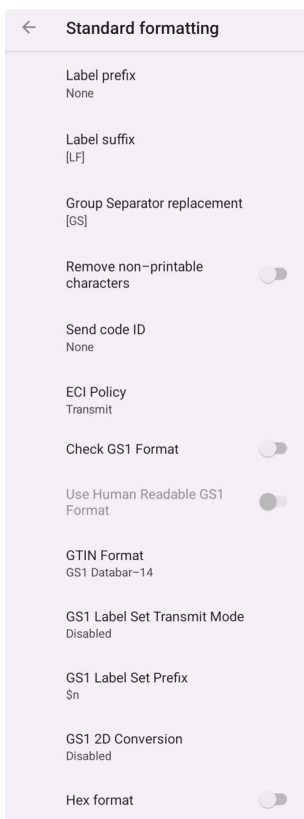 Standard formatting
Label prefix
None
Label suffix
[LF]
Group Separator replacement
[GS]
Remove non-printable
characters
Send code ID
None
ECI Policy
Transmit
Check GS1 Format
Use Human Readable GS1
Format
GTIN Format
GS1 Databar-14
GS1 Label Set Transmit Mode
Disabled
GS1 Label Set Prefix
$n
GS1 2D Conversion
Disabled
Hex format